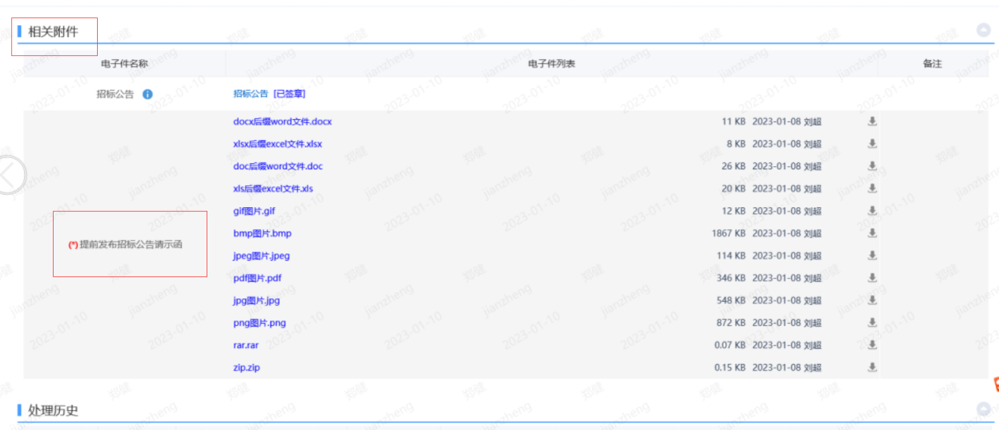 相关附件
电子件名称 电子件列表 备注
招标公告 招标公告 [已签章]
docx后缀word文件.docx 11 KB 2023-01-08 刘超
xlsx后缀excel文件.xlsx 8 KB 2023-01-08 刘超
doc后缀word文件.doc 26 KB 2023-01-08 刘超
xls后缀excel文件.xls 20 KB 2023-01-08 刘超
gif图片.gif 12 KB 2023-01-08 刘超
bmp图片.bmp 1867 KB 2023-01-08 刘超
(*)提前发布招标公告请示函
jpeg图片.jpeg 114 KB 2023-01-08 刘超
pdf图片.pdf 346 KB 2023-01-08 刘超
jpg图片.jpg 548 KB 2023-01-08 刘超
png图片.png 872 KB 2023-01-08 刘超
rar.rar 0.07 KB 2023-01-08 刘超
zip.zip 0.15 KB 2023-01-08 刘超
处理历史
郑健
jianzheng
2023-01-10